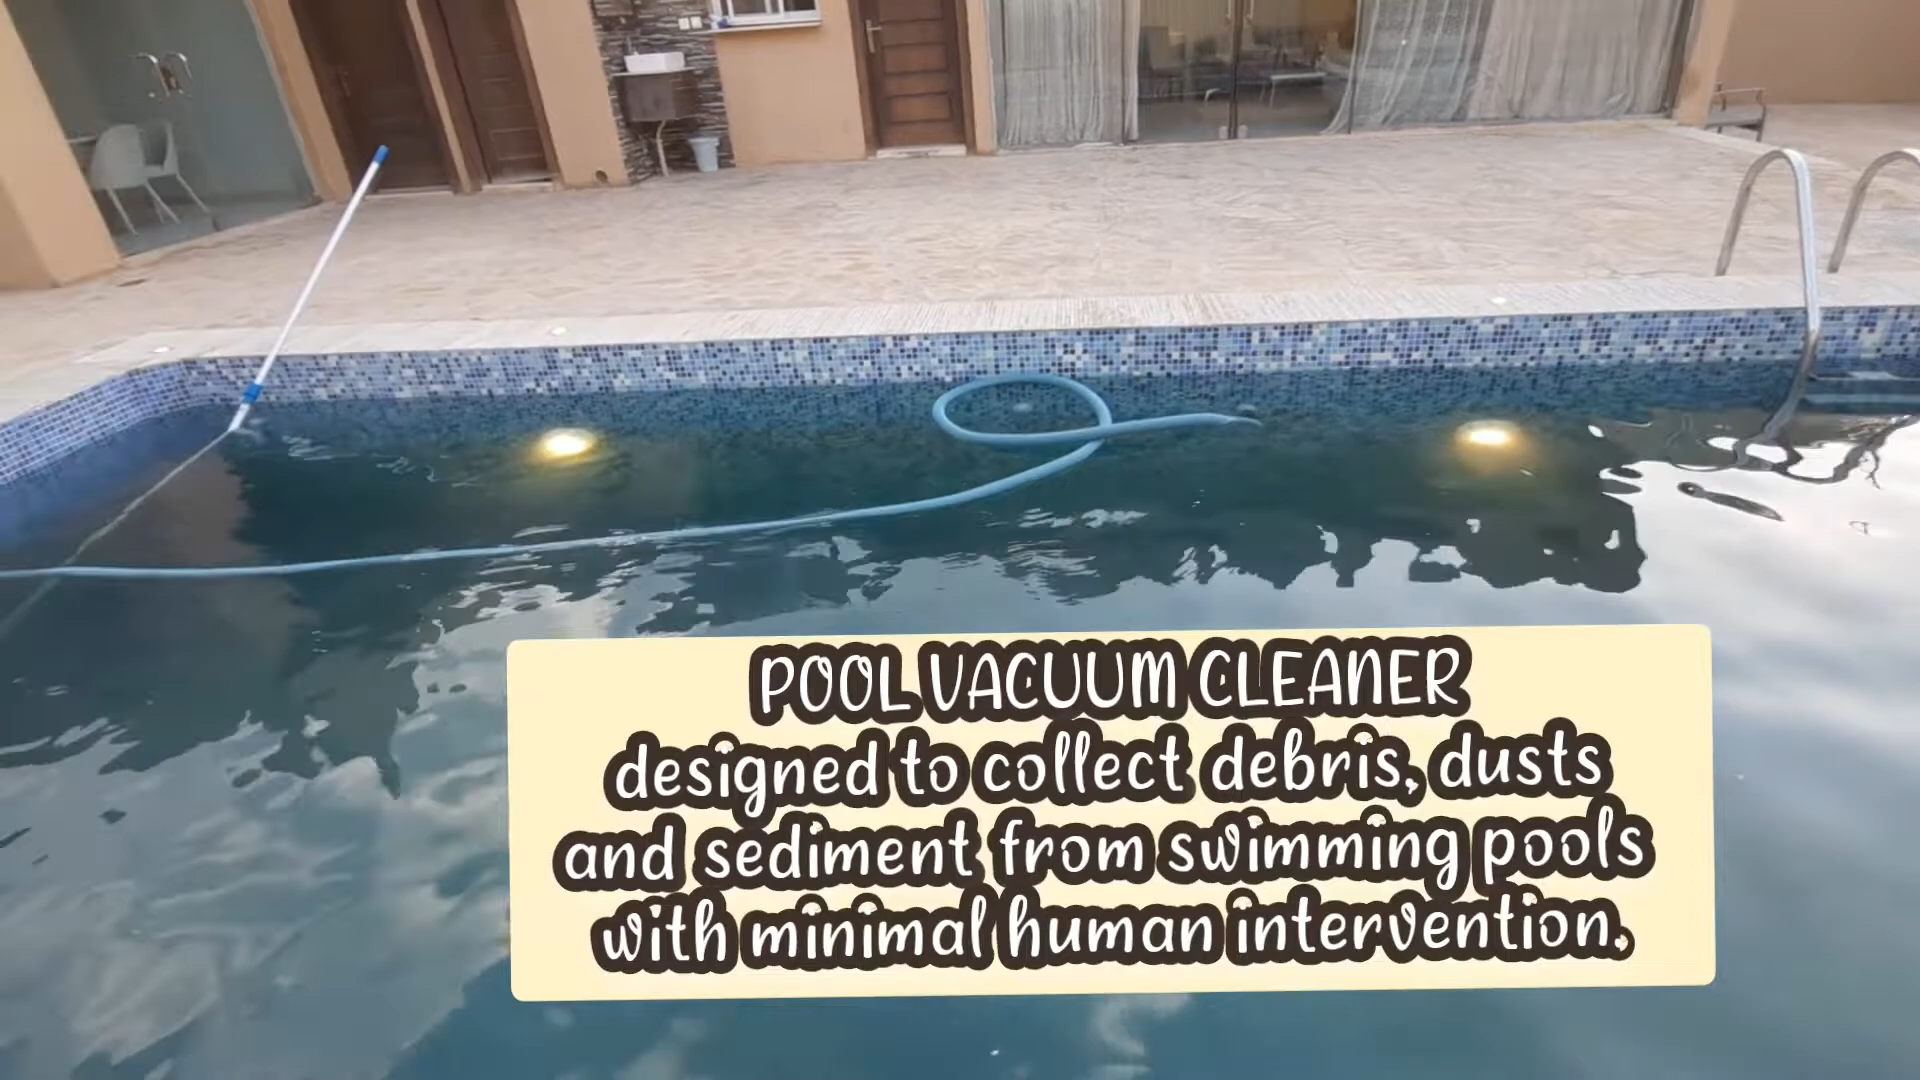 POOL VACUUM CLEANER
designed to collect debris, dusts
and sediment from swimming pools
with minimal human intervention.